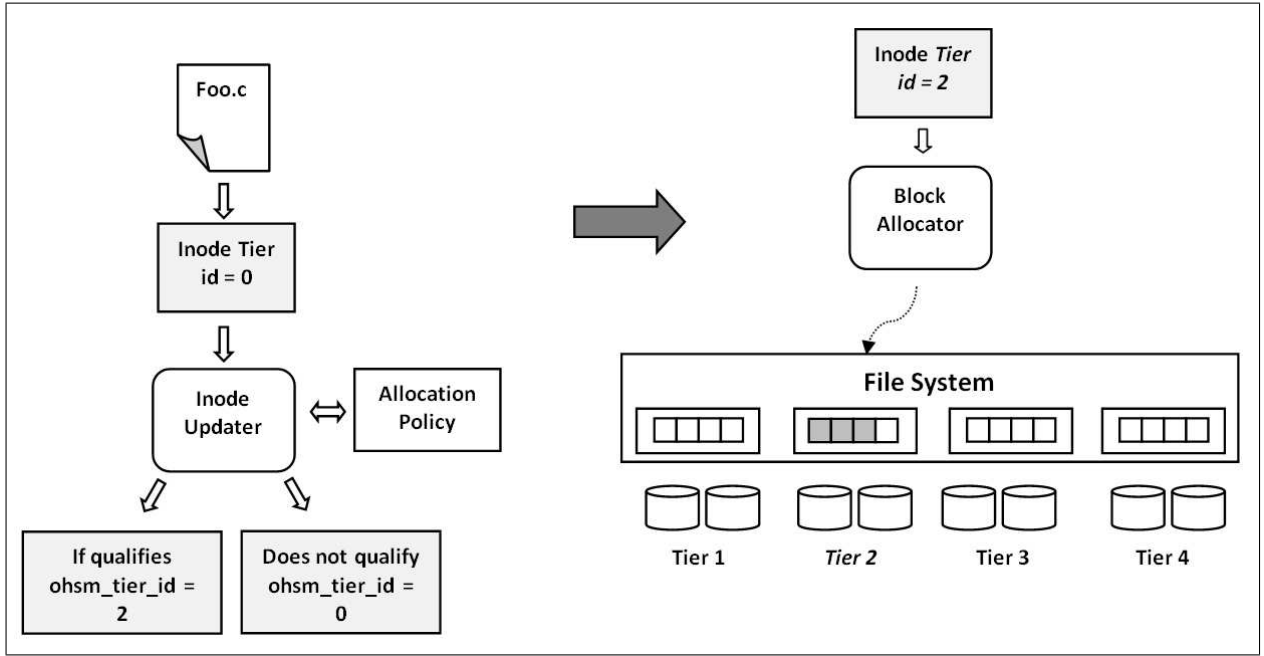 Foo.c
Inode Tier
id = 0
Inode
Updater
Allocation
Policy
If qualifies
ohsm_tier_id =
2
Does not qualify
ohsm_tier_id =
0
Inode Tier
id = 2
Block
Allocator
File System
Tier 1
Tier 2
Tier 3
Tier 4